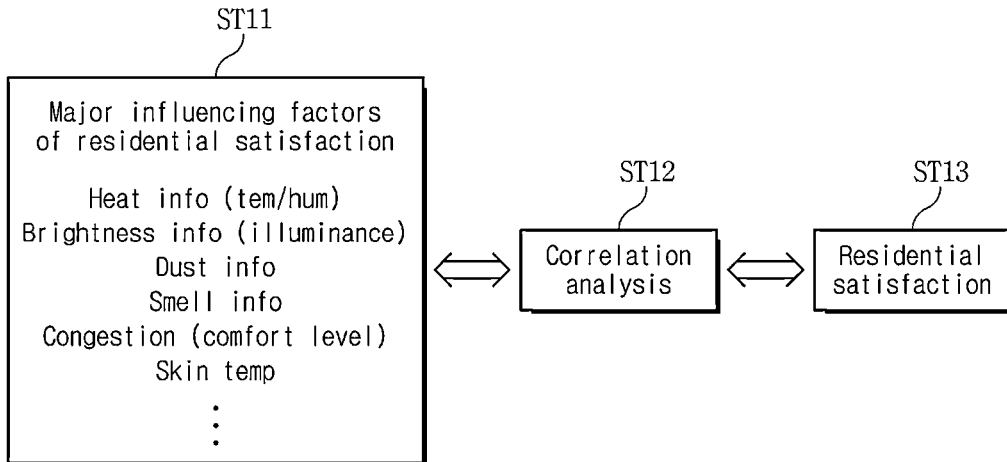 ST11
Major influencing factors
of residential satisfaction
Heat info (tem/hum)
Brightness info (illuminance)
Dust info
Smell info
Congestion (comfort level)
Skin temp
ST12
Correlation
analysis
ST13
Residential
satisfaction